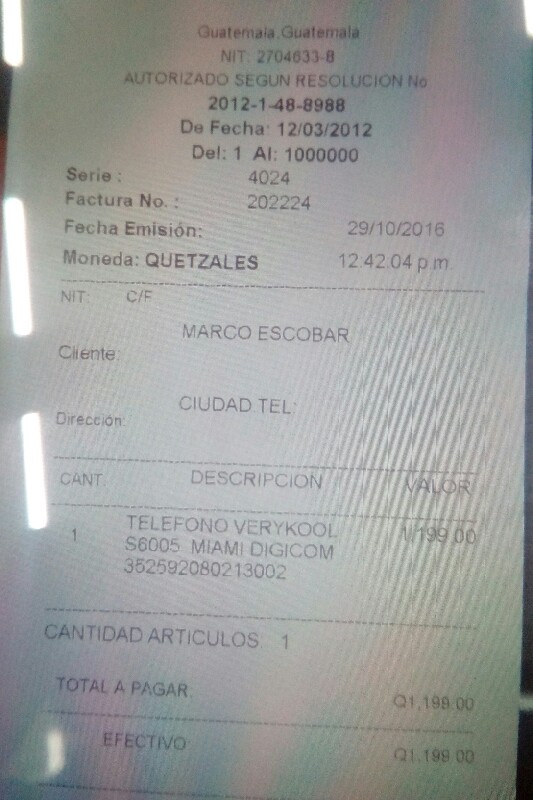 Guatemala,Guatemala
NIT: 2704633-8
AUTORIZADO SEGUN RESOLUCION No
2012-1-48-8988
De Fecha: 12/03/2012
Del: 1 Al: 1000000
Serie : 4024
Factura No. : 202224
Fecha Emisión: 29/10/2016
Moneda: QUETZALES 12:42:04 p.m.
NIT: C/F
MARCO ESCOBAR
Cliente:
CIUDAD TEL:
Dirección:
CANT. DESCRIPCION VALOR
1 TELEFONO VERYKOOL 1,199.00
S6005 MIAMI DIGICOM
352592080213002
CANTIDAD ARTICULOS: 1
TOTAL A PAGAR: Q1,199.00
EFECTIVO Q1,199.00